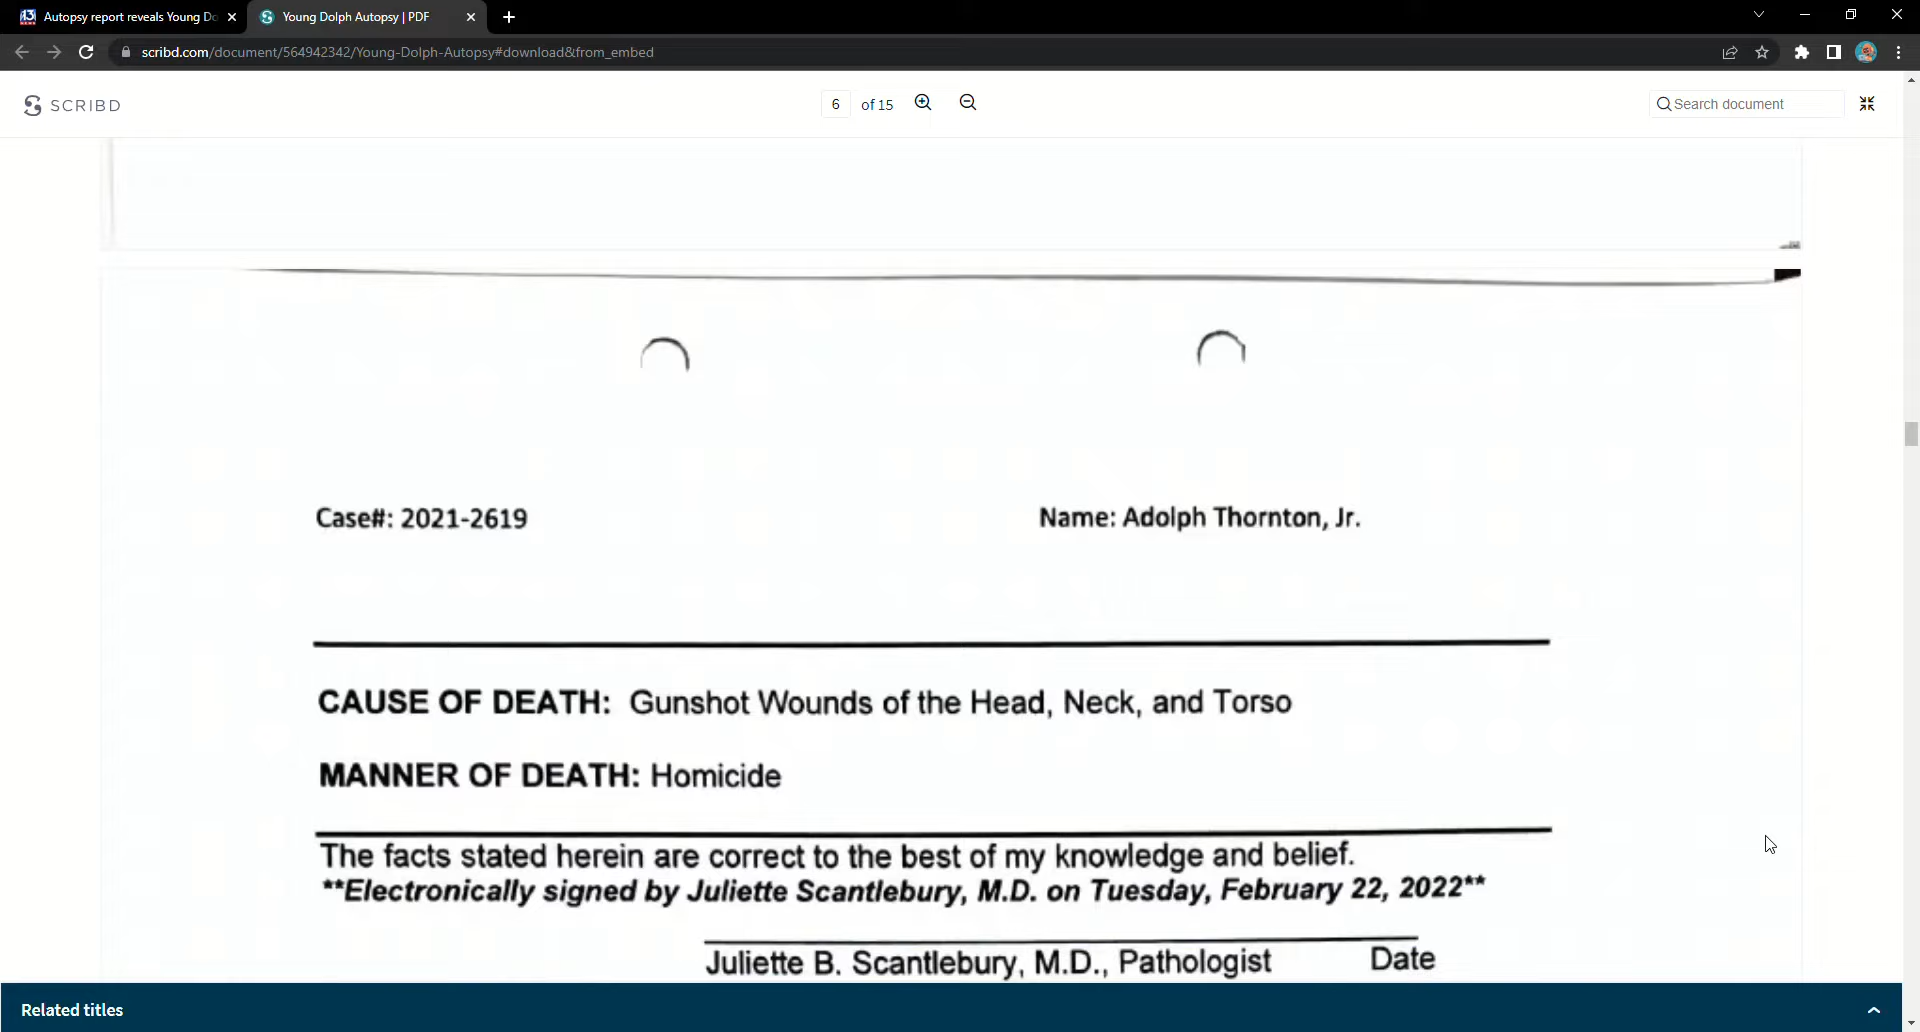 Autopsy report reveals Young Do
Young Dolph Autopsy | PDF
scribd.com/document/564942342/Young-Dolph-Autopsy#download&from_embed
SCRIBD
6 of 15
Search document
Case#: 2021-2619
Name: Adolph Thornton, Jr.
CAUSE OF DEATH: Gunshot Wounds of the Head, Neck, and Torso
MANNER OF DEATH: Homicide
The facts stated herein are correct to the best of my knowledge and belief.
**Electronically signed by Juliette Scantlebury, M.D. on Tuesday, February 22, 2022**
Juliette B. Scantlebury, M.D., Pathologist Date
Related titles